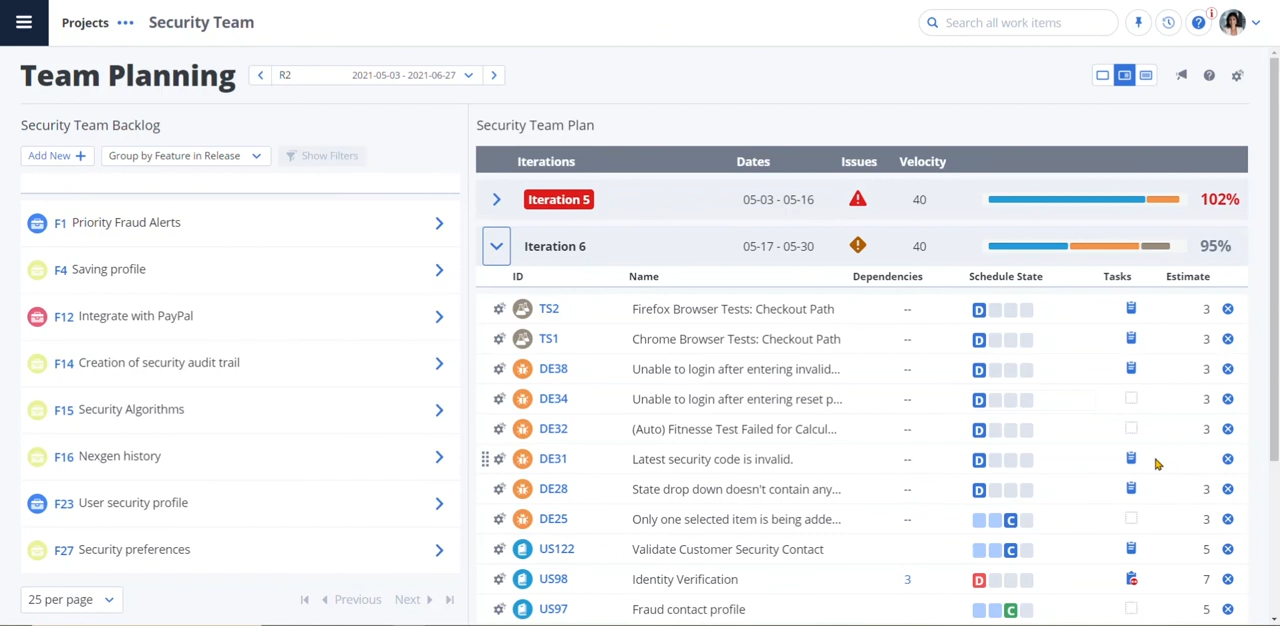 Projects ••• Security Team
Search all work items
Team Planning
R2 2021-05-03 - 2021-06-27
Security Team Backlog
Add New + Group by Feature in Release Show Filters
F1 Priority Fraud Alerts
F4 Saving profile
F12 Integrate with PayPal
F14 Creation of security audit trail
F15 Security Algorithms
F16 Nexgen history
F23 User security profile
F27 Security preferences
25 per page Previous Next
Security Team Plan
Iterations Dates Issues Velocity
Iteration 5 05-03 - 05-16 40 102%
Iteration 6 05-17 - 05-30 40 95%
ID Name Dependencies Schedule State Tasks Estimate
TS2 Firefox Browser Tests: Checkout Path -- D 3
TS1 Chrome Browser Tests: Checkout Path -- D 3
DE38 Unable to login after entering invalid... -- D 3
DE34 Unable to login after entering reset p... -- D 3
DE32 (Auto) Fitnesse Test Failed for Calcul... -- D 3
DE31 Latest security code is invalid. -- D
DE28 State drop down doesn't contain any... -- D 3
DE25 Only one selected item is being adde... -- C 3
US122 Validate Customer Security Contact C 5
US98 Identity Verification 3 D 7
US97 Fraud contact profile C 5